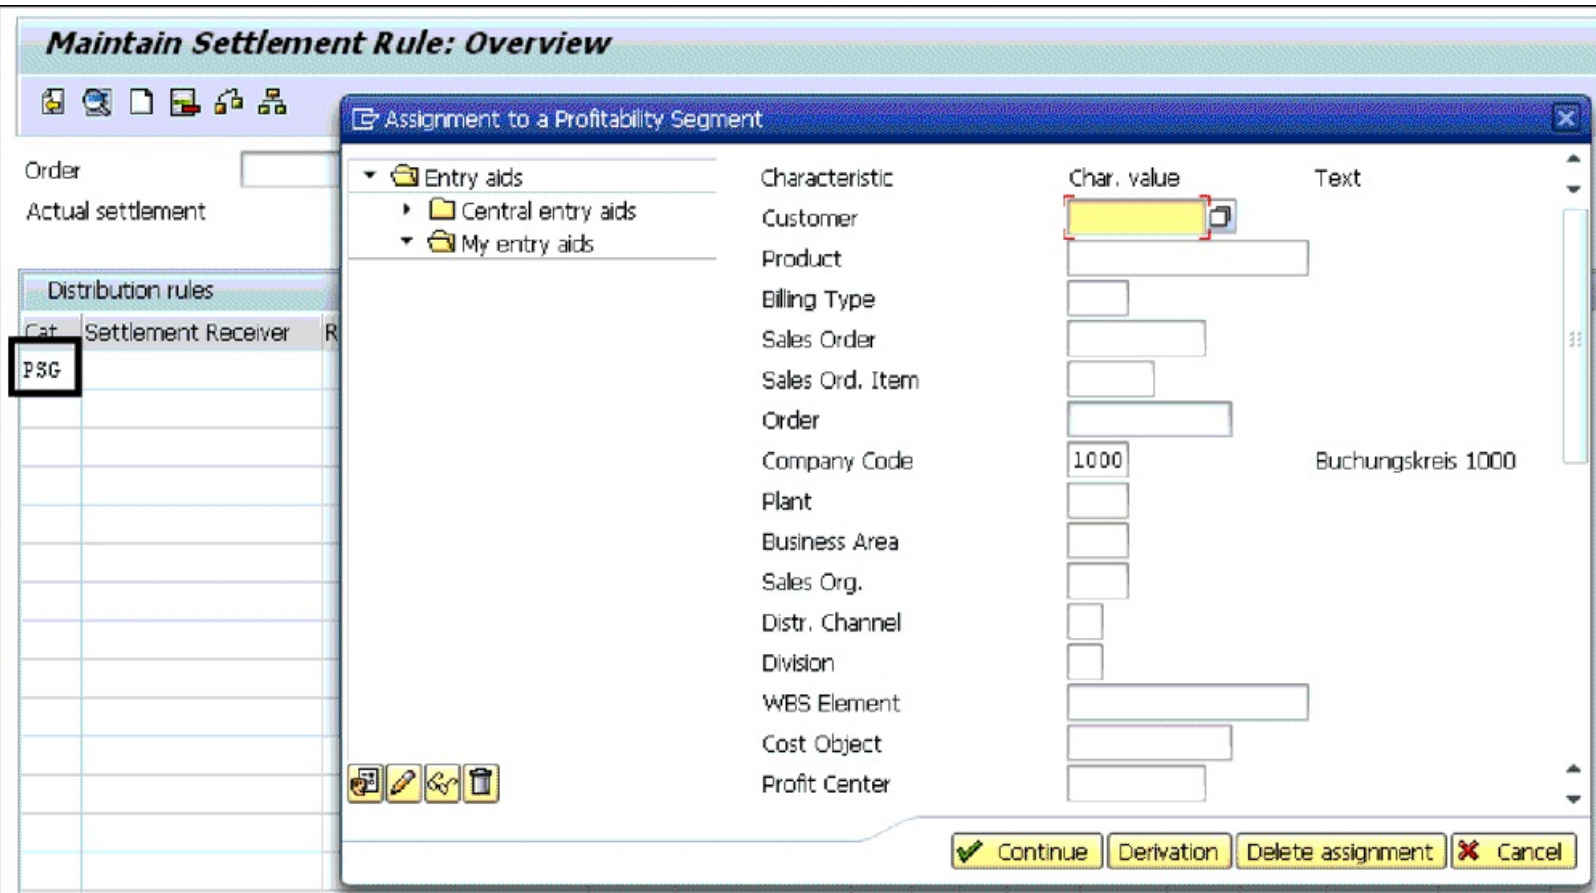 Maintain Settlement Rule: Overview
Order
Actual settlement
Distribution rules
Cat Settlement Receiver R
PSG
Assignment to a Profitability Segment
Entry aids
Central entry aids
My entry aids
Characteristic Char. value Text
Customer
Product
Billing Type
Sales Order
Sales Ord. Item
Order
Company Code 1000 Buchungskreis 1000
Plant
Business Area
Sales Org.
Distr. Channel
Division
WBS Element
Cost Object
Profit Center
Continue Derivation Delete assignment Cancel